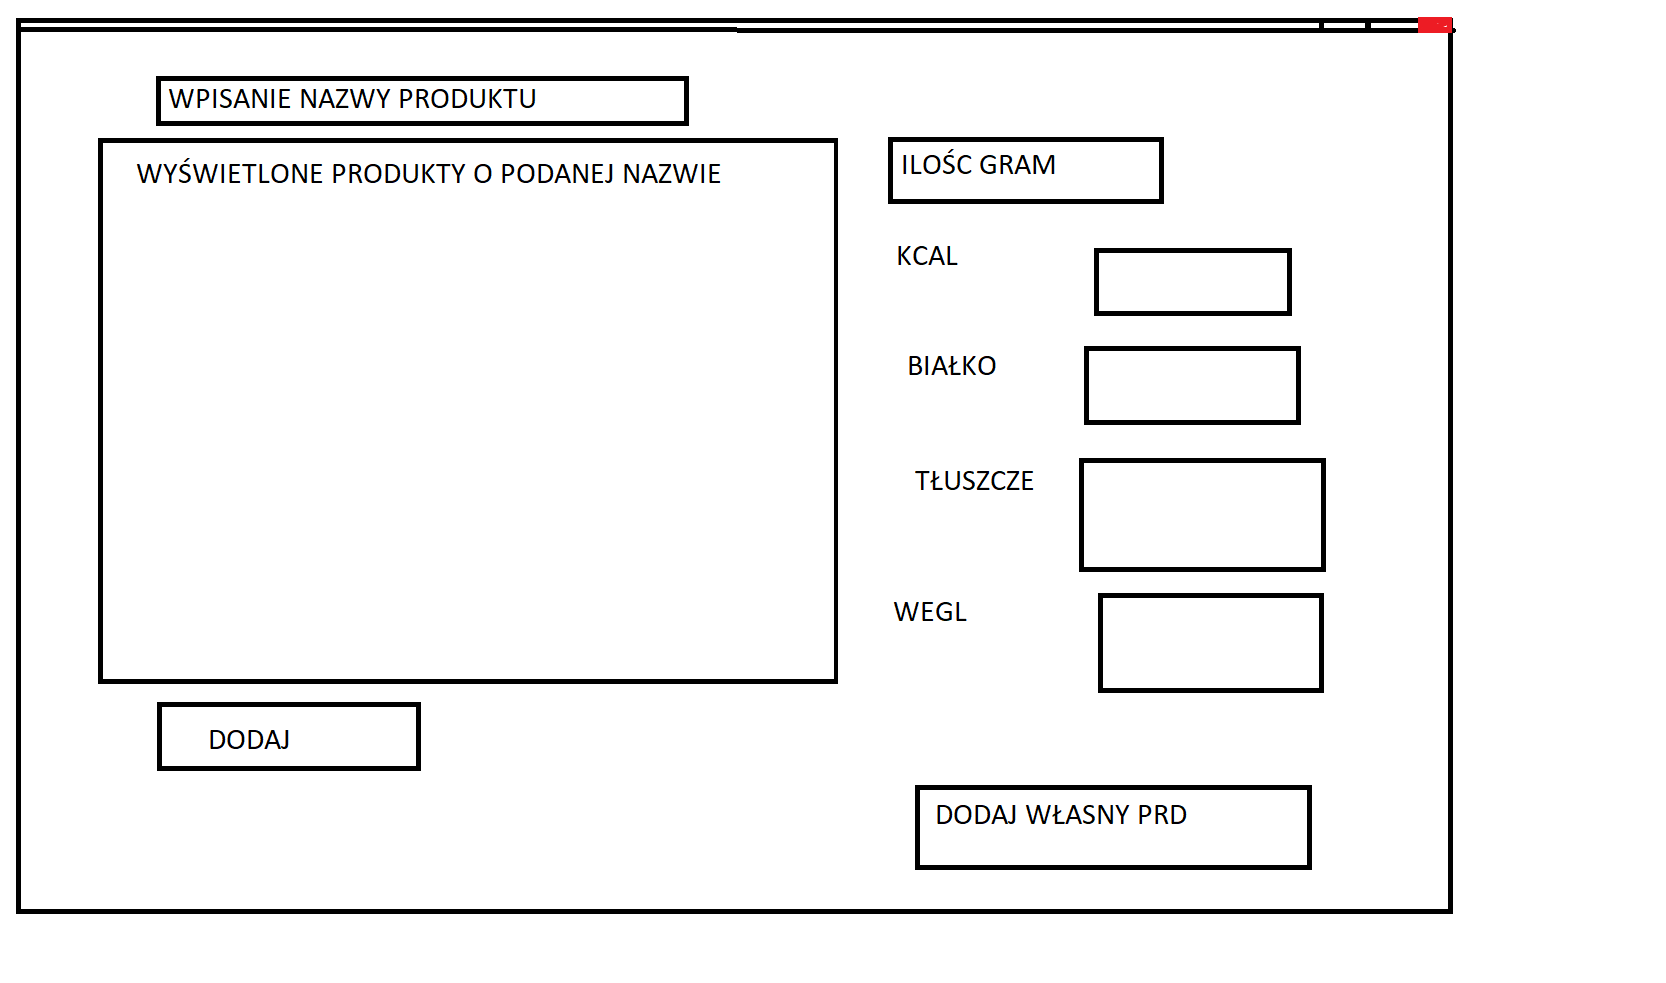 WPISANIE NAZWY PRODUKTU
WYŚWIETLONE PRODUKTY O PODANEJ NAZWIE
ILOŚC GRAM
KCAL
BIAŁKO
TŁUSZCZE
WEGL
DODAJ
DODAJ WŁASNY PRD